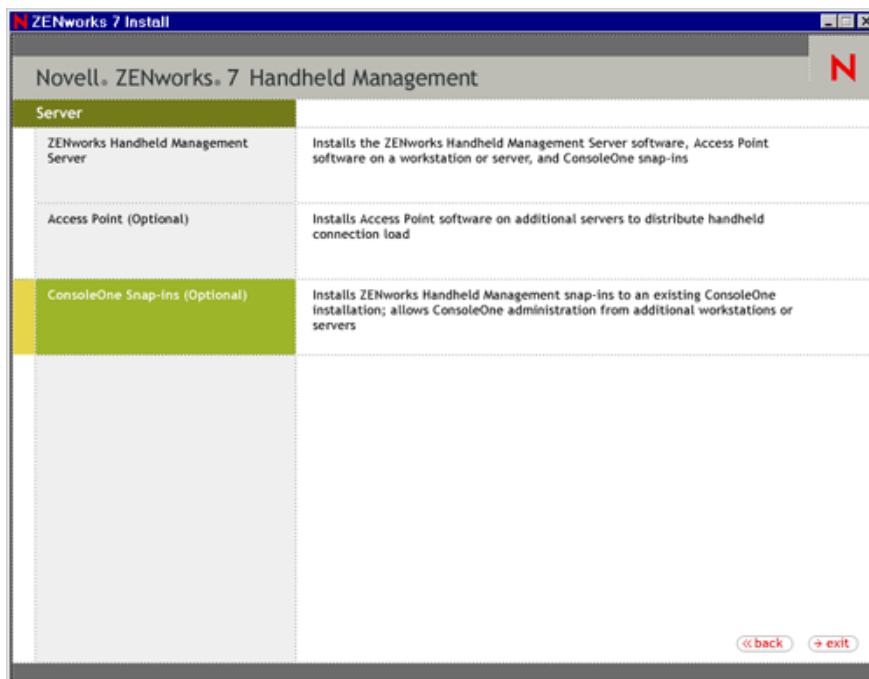 ZENworks 7 Install
Novell® ZENworks® 7 Handheld Management
N
Server
ZENworks Handheld Management
Server
Installs the ZENworks Handheld Management Server software, Access Point
software on a workstation or server, and ConsoleOne snap-ins
Access Point (Optional)
Installs Access Point software on additional servers to distribute handheld
connection load
ConsoleOne Snap-ins (Optional)
Installs ZENworks Handheld Management snap-ins to an existing ConsoleOne
installation; allows ConsoleOne administration from additional workstations or
servers
back
exit